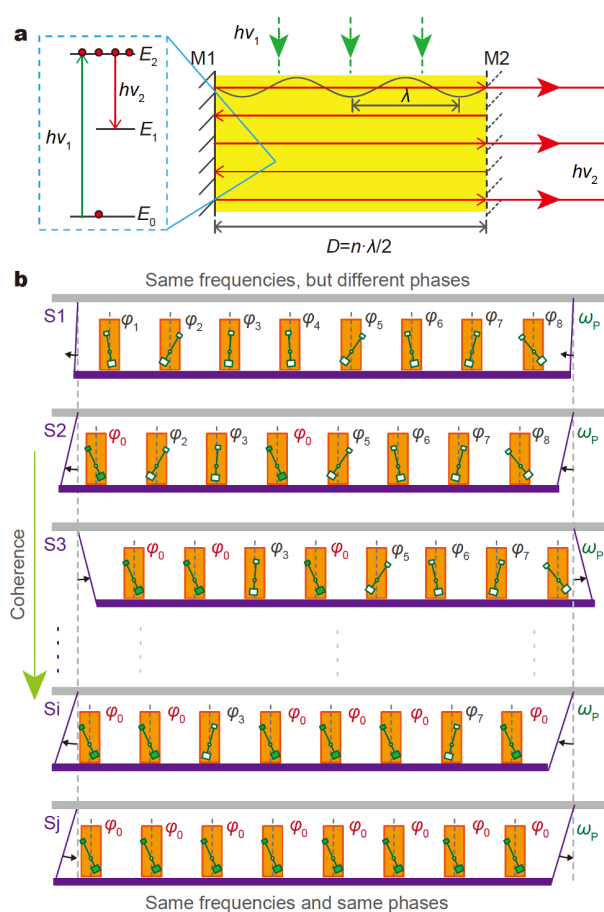 a
hν₁
M1
M2
E₂
hν₂
λ
hν₁
E₁
hν₂
E₀
D=n·λ/2
b
Same frequencies, but different phases
S1 φ₁ φ₂ φ₃ φ₄ φ₅ φ₆ φ₇ φ₈ ωₚ
S2 φ₀ φ₂ φ₃ φ₀ φ₅ φ₆ φ₇ φ₈ ωₚ
S3 φ₀ φ₀ φ₃ φ₀ φ₅ φ₆ φ₇ ωₚ
Coherence
Si φ₀ φ₀ φ₃ φ₀ φ₀ φ₀ φ₇ φ₀ ωₚ
Sj φ₀ φ₀ φ₀ φ₀ φ₀ φ₀ φ₀ φ₀ ωₚ
Same frequencies and same phases